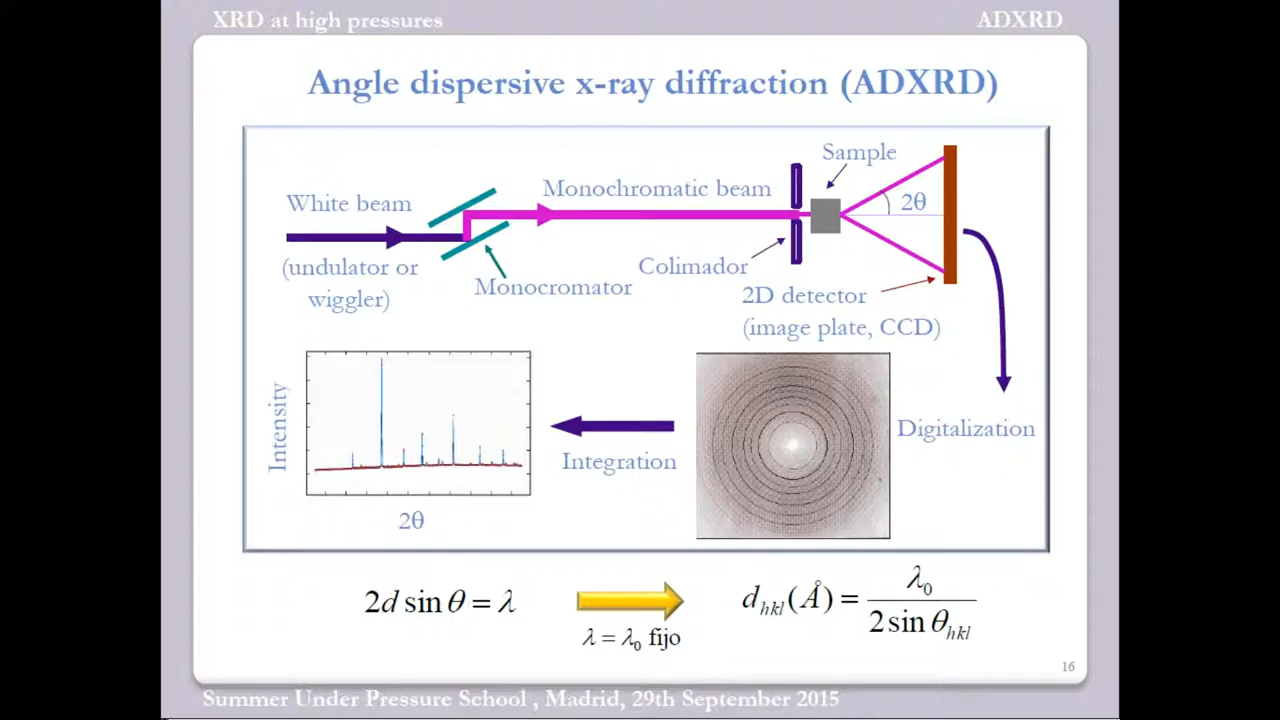 XRD at high pressures
ADXRD
Angle dispersive x-ray diffraction (ADXRD)
Sample
Monochromatic beam
White beam
2θ
(undulator or
wiggler)
Colimador
Monocromator
2D detector
(image plate, CCD)
Intensity
2θ
Integration
Digitalization
2d sin θ = λ
λ = λ₀ fijo
d_hkl (Å) = λ₀ / 2 sin θ_hkl
16
Summer Under Pressure School , Madrid, 29th September 2015